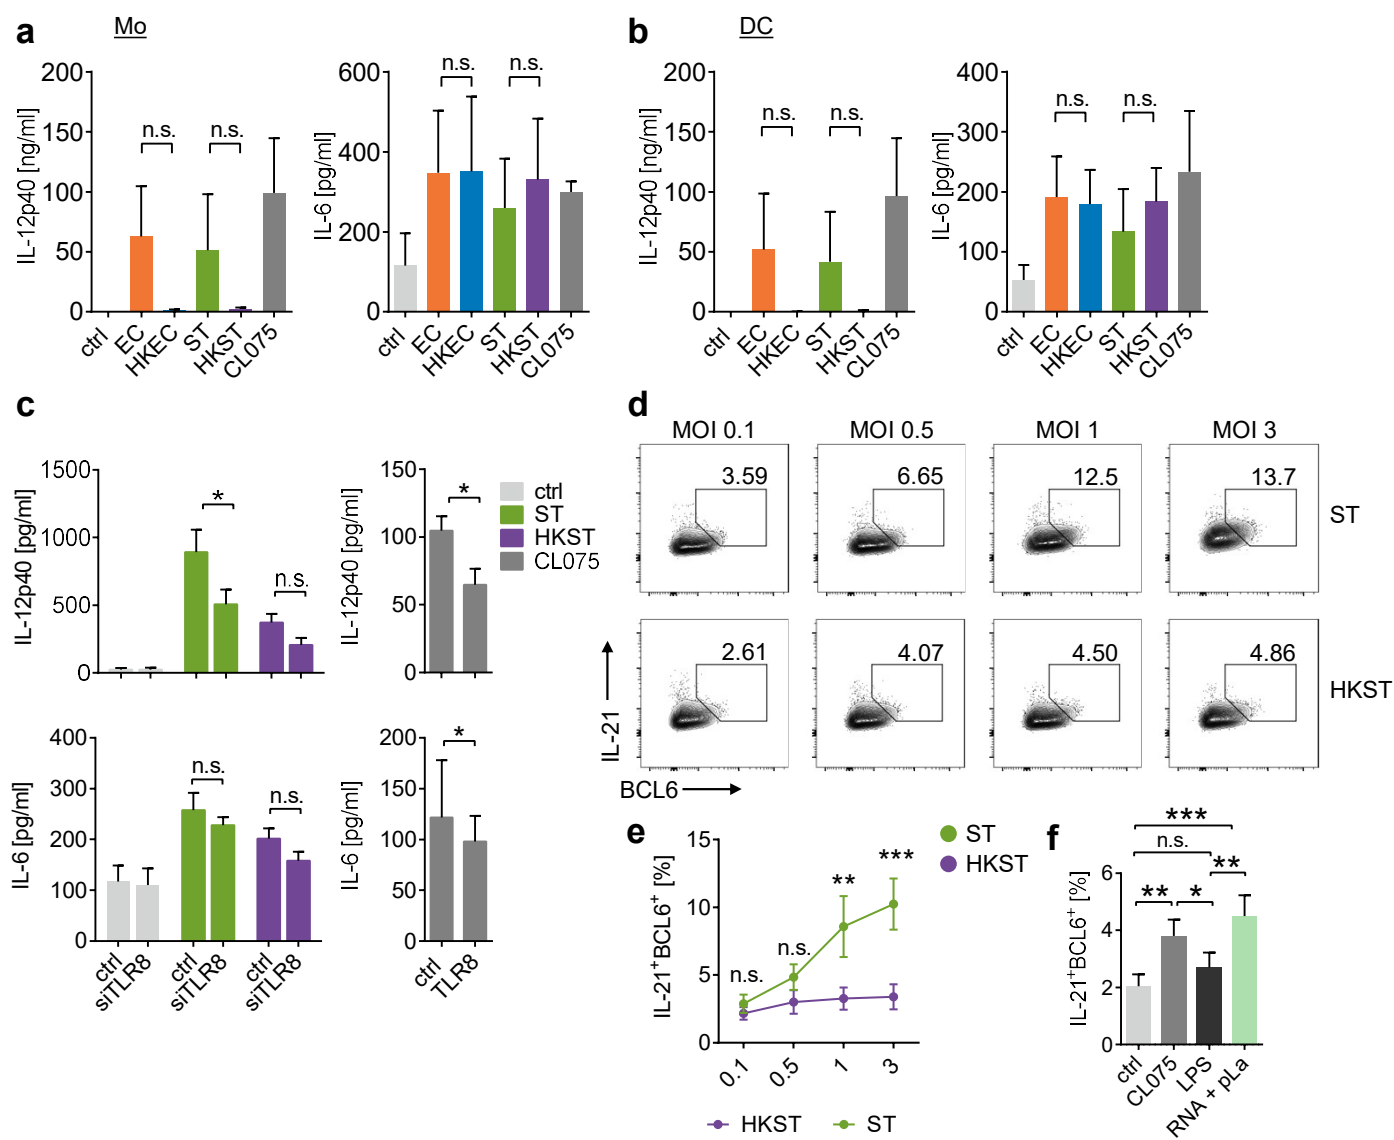 a
Mo
b
DC
IL-12p40 [ng/ml]
200
150
100
50
0
n.s.
n.s.
ctrl
EC
HKEC
ST
HKST
CL075
IL-6 [pg/ml]
600
400
200
0
n.s.
n.s.
ctrl
EC
HKEC
ST
HKST
CL075
IL-12p40 [ng/ml]
200
150
100
50
0
n.s.
n.s.
ctrl
EC
HKEC
ST
HKST
CL075
IL-6 [pg/ml]
400
300
200
100
0
n.s.
n.s.
ctrl
EC
HKEC
ST
HKST
CL075
c
IL-12p40 [pg/ml]
1500
1000
500
0
*
n.s.
IL-12p40 [pg/ml]
150
100
50
0
*
ctrl
ST
HKST
CL075
IL-6 [pg/ml]
400
300
200
100
0
n.s.
n.s.
ctrl
siTLR8
ctrl
siTLR8
ctrl
siTLR8
IL-6 [pg/ml]
200
150
100
50
0
*
ctrl
TLR8
d
MOI 0.1
MOI 0.5
MOI 1
MOI 3
3.59
6.65
12.5
13.7
ST
2.61
4.07
4.50
4.86
HKST
IL-21
BCL6
e
IL-21+BCL6+ [%]
15
10
5
0
n.s.
n.s.
**
***
0.1
0.5
1
3
ST
HKST
HKST
ST
f
IL-21+BCL6+ [%]
6
4
2
0
***
n.s.
**
**
*
ctrl
CL075
LPS
RNA + pLa